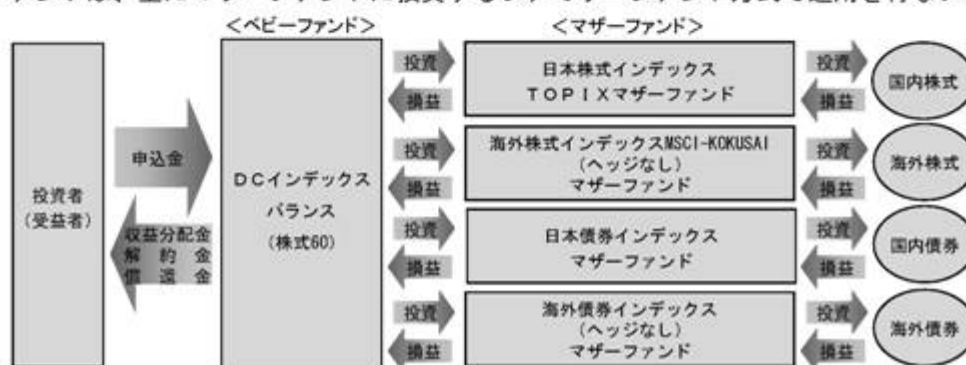 ＜ベビーファンド＞
＜マザーファンド＞
投資者
（受益者）
申込金
収益分配金
解約金
償還金
ＤＣインデックス
バランス
（株式60）
投資
損益
日本株式インデックス
ＴＯＰＩＸマザーファンド
投資
損益
国内株式
投資
損益
海外株式インデックスMSCI-KOKUSAI
（ヘッジなし）
マザーファンド
投資
損益
海外株式
投資
損益
日本債券インデックス
マザーファンド
投資
損益
国内債券
投資
損益
海外債券インデックス
（ヘッジなし）
マザーファンド
投資
損益
海外債券